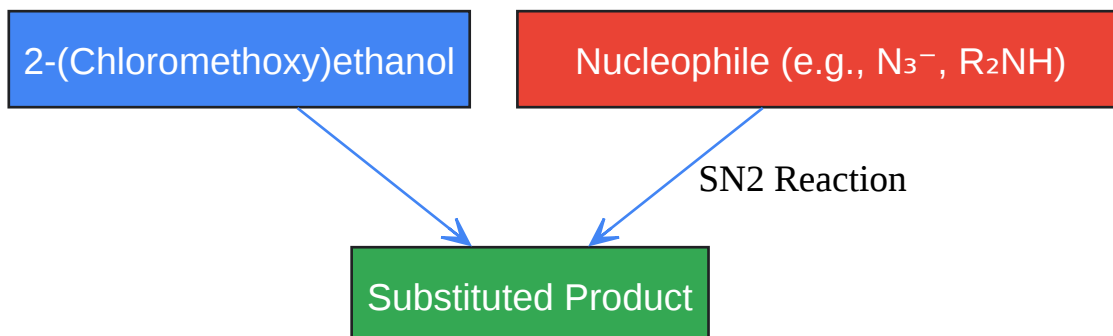 2-(Chloromethoxy)ethanol
Nucleophile (e.g., N₃⁻, R₂NH)
SN2 Reaction
Substituted Product